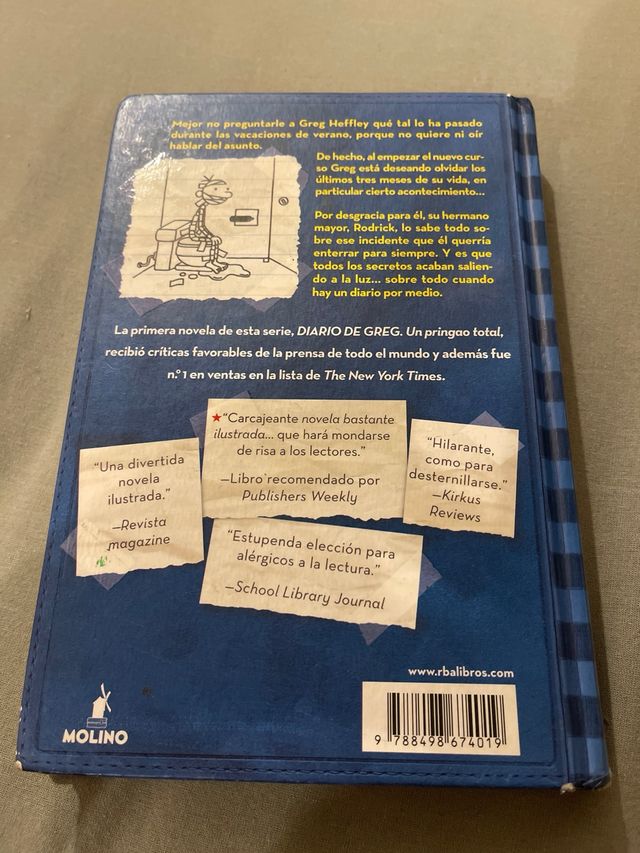 Mejor no preguntarle a Greg Heffley qué tal lo ha pasado
durante las vacaciones de verano, porque no quiere ni oír
hablar del asunto.
De hecho, al empezar el nuevo cur-
so Greg está deseando olvidar los
últimos tres meses de su vida, en
particular cierto acontecimiento...
Por desgracia para él, su hermano
mayor, Rodrick, lo sabe todo so-
bre ese incidente que él querría
enterrar para siempre. Y es que
todos los secretos acaban salien-
do a la luz... sobre todo cuando
hay un diario por medio.
La primera novela de esta serie, DIARIO DE GREG. Un pringao total,
recibió críticas favorables de la prensa de todo el mundo y además fue
n.º 1 en ventas en la lista de The New York Times.
"Una divertida
novela
ilustrada."
—Revista
magazine
★"Carcajeante novela bastante
ilustrada... que hará mondarse
de risa a los lectores."
—Libro recomendado por
Publishers Weekly
"Hilarante,
como para
desternillarse."
—Kirkus
Reviews
"Estupenda elección para
alérgicos a la lectura."
—School Library Journal
www.rbalibros.com
MOLINO
9 788498 674019